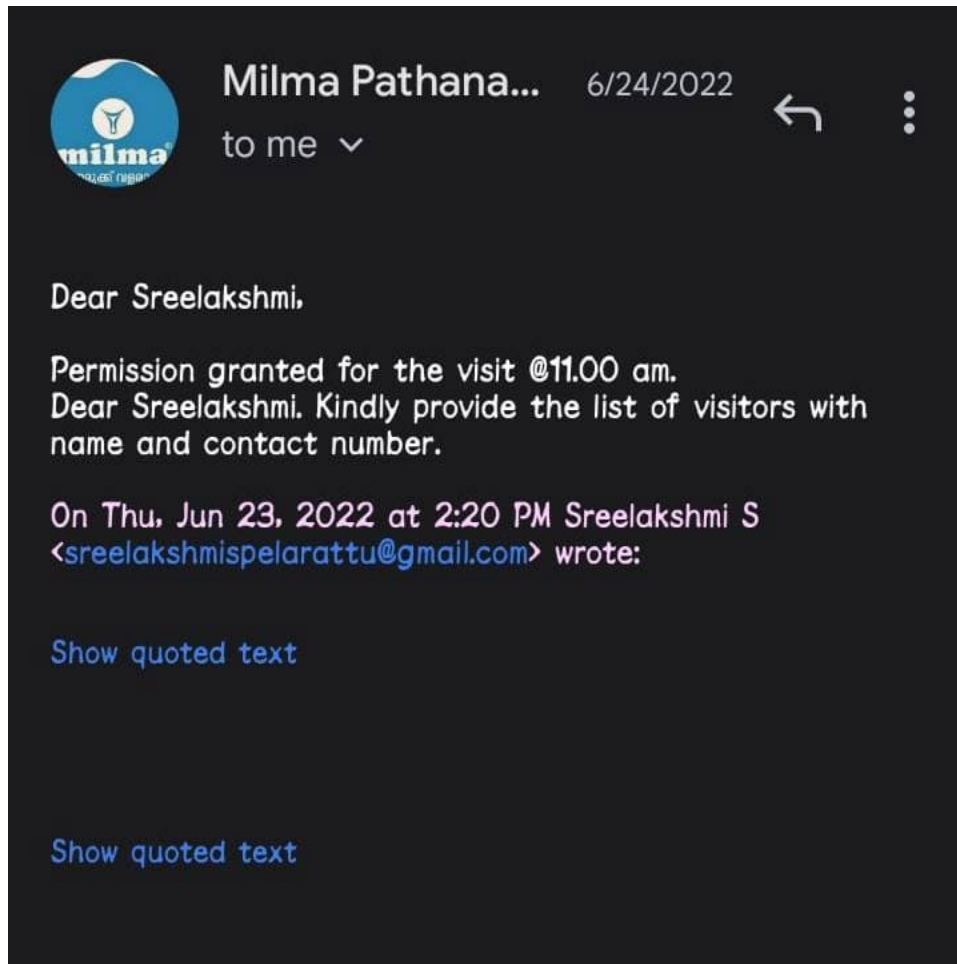 Milma Pathana... 6/24/2022
to me
milma
Dear Sreelakshmi,
Permission granted for the visit @11.00 am.
Dear Sreelakshmi. Kindly provide the list of visitors with
name and contact number.
On Thu, Jun 23, 2022 at 2:20 PM Sreelakshmi S
<sreelakshmispelarattu@gmail.com> wrote:
Show quoted text
Show quoted text